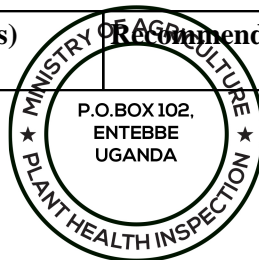 s) Recommend
MINISTRY OF AGRICULTURE
P.O.BOX 102,
ENTEBBE
UGANDA
★ PLANT HEALTH INSPECTION ★